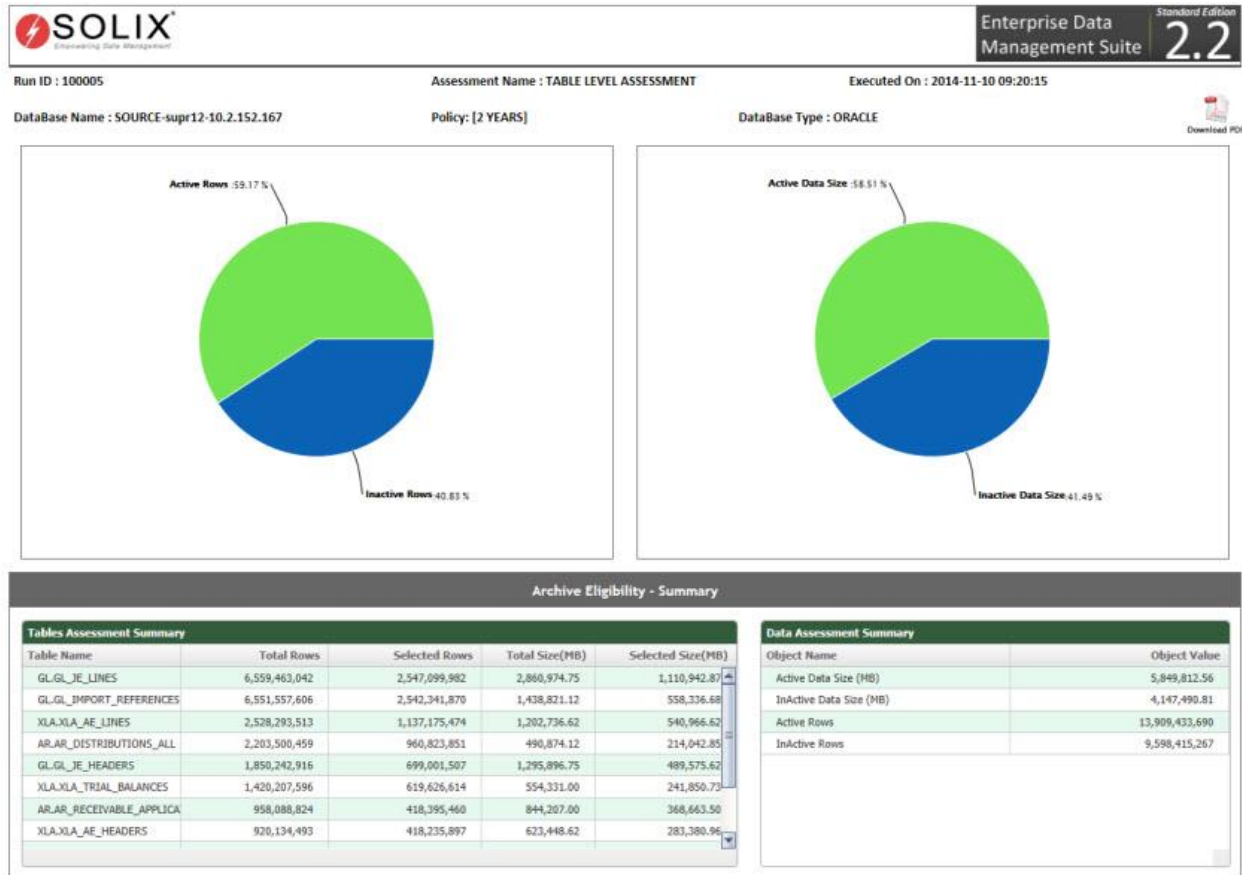 SOLIX
Empowering Data Management
Enterprise Data
Management Suite
Standard Edition
2.2
Run ID : 100005 Assessment Name : TABLE LEVEL ASSESSMENT Executed On : 2014-11-10 09:20:15
DataBase Name : SOURCE-supr12-10.2.152.167 Policy: [2 YEARS] DataBase Type : ORACLE
Download PDF
Active Rows :59.17 %
Inactive Rows:40.83 %
Active Data Size :58.51 %
Inactive Data Size:41.49 %
Archive Eligibility - Summary
Tables Assessment Summary
Table Name Total Rows Selected Rows Total Size(MB) Selected Size(MB)
GL.GL_JE_LINES 6,559,463,042 2,547,099,982 2,860,974.75 1,110,942.87
GL.GL_IMPORT_REFERENCES 6,551,557,606 2,542,341,870 1,438,821.12 558,336.68
XLA.XLA_AE_LINES 2,528,293,513 1,137,175,474 1,202,736.62 540,966.62
AR.AR_DISTRIBUTIONS_ALL 2,203,500,459 960,823,851 490,874.12 214,042.85
GL.GL_JE_HEADERS 1,850,242,916 699,001,507 1,295,896.75 489,575.62
XLA.XLA_TRIAL_BALANCES 1,420,207,596 619,626,614 554,331.00 241,850.73
AR.AR_RECEIVABLE_APPLICA 958,088,824 418,395,460 844,207.00 368,663.50
XLA.XLA_AE_HEADERS 920,134,493 418,235,897 623,448.62 283,380.96
Data Assessment Summary
Object Name Object Value
Active Data Size (MB) 5,849,812.56
InActive Data Size (MB) 4,147,490.81
Active Rows 13,909,433,690
InActive Rows 9,598,415,267